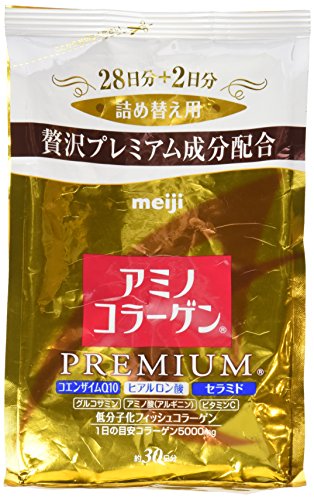 28日分+2日分
詰め替え用
贅沢プレミアム成分配合
meiji
アミノ
コラーゲン®
PREMIUM®
コエンザイムQ10 ヒアルロン酸 セラミド
グルコサミン アミノ酸(アルギニン) ビタミンC
低分子化フィッシュコラーゲン
1日の目安コラーゲン5000mg
約30日分